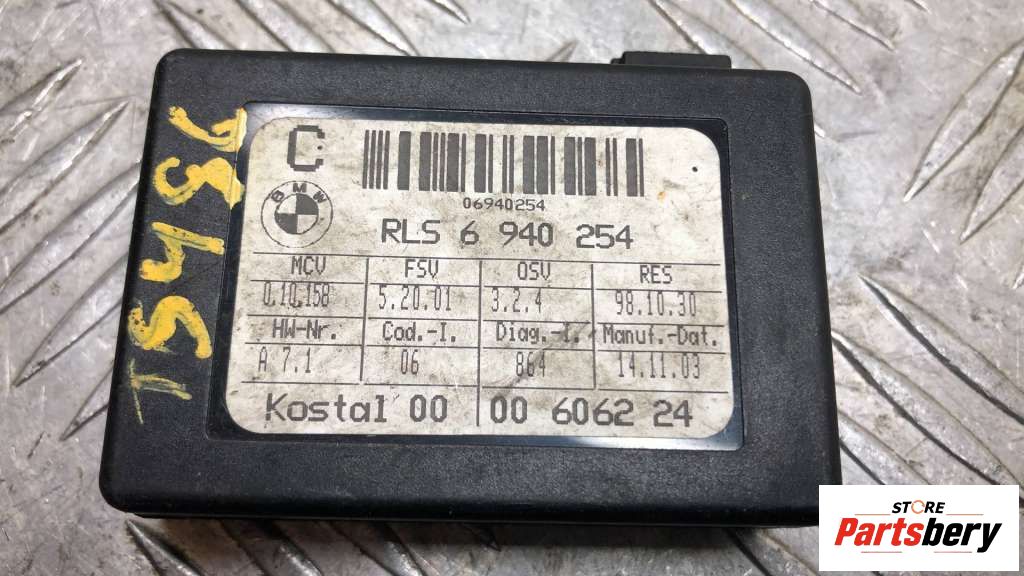 C
BMW
06940254
RLS 6 940 254
MCV FSV OSV RES
0.10.158 5.20.01 3.2.4 98.10.30
HW-Nr. Cod.-I. Diag.-I. Manuf.-Dat.
A 7.1 06 864 14.11.03
Kostal 00 00 6062 24
TS486
STORE
Partsbery